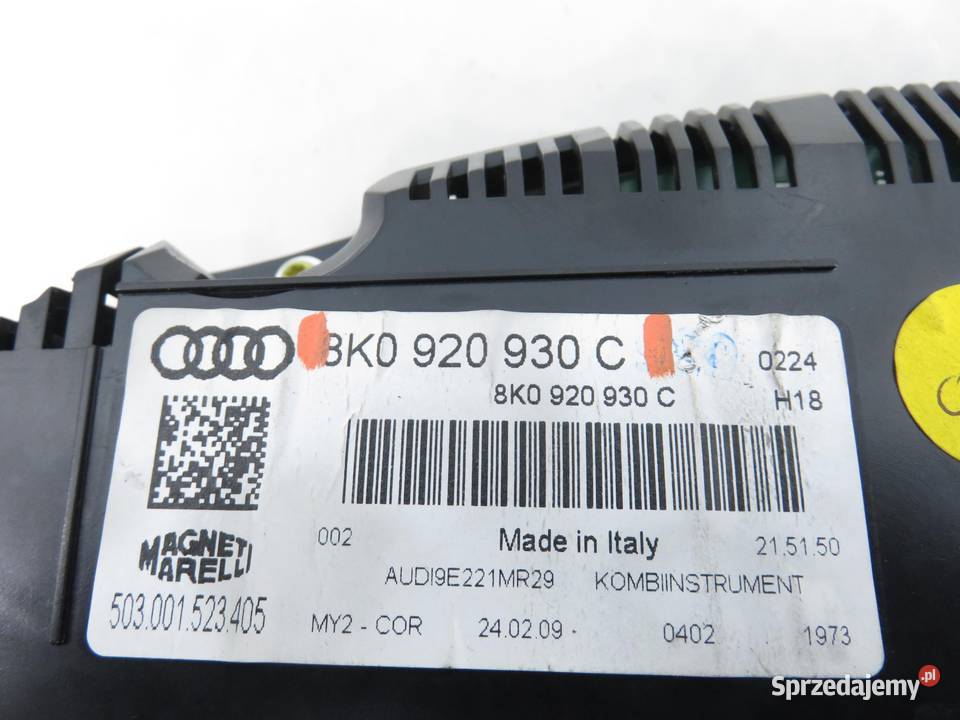 8K0 920 930 C 0224
8K0 920 930 C H18
002 Made in Italy 21.51.50
MAGNETI
MARELLI
AUDI9E221MR29 KOMBIINSTRUMENT
503.001.523.405
MY2 - COR 24.02.09 - 0402 1973
Sprzedajemy.pl